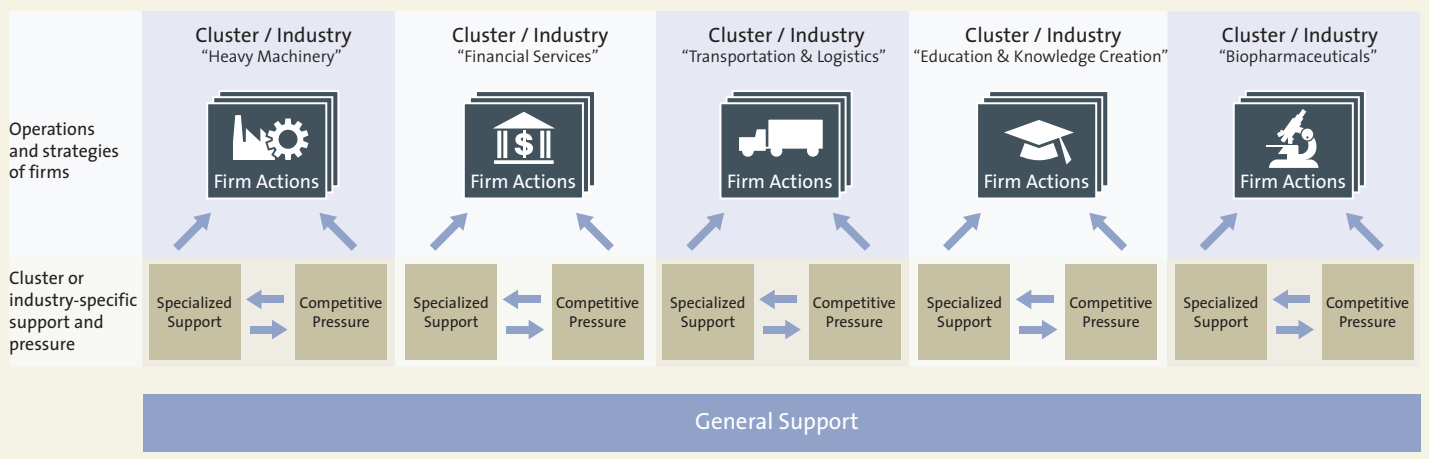 Cluster / Industry
“Heavy Machinery”
Cluster / Industry
“Financial Services”
Cluster / Industry
“Transportation & Logistics”
Cluster / Industry
“Education & Knowledge Creation”
Cluster / Industry
“Biopharmaceuticals”
Operations
and strategies
of firms
$
Firm Actions
Firm Actions
Firm Actions
Firm Actions
Firm Actions
Cluster or
industry-specific
support and
pressure
Specialized
Support
Competitive
Pressure
Specialized
Support
Competitive
Pressure
Specialized
Support
Competitive
Pressure
Specialized
Support
Competitive
Pressure
Specialized
Support
Competitive
Pressure
General Support